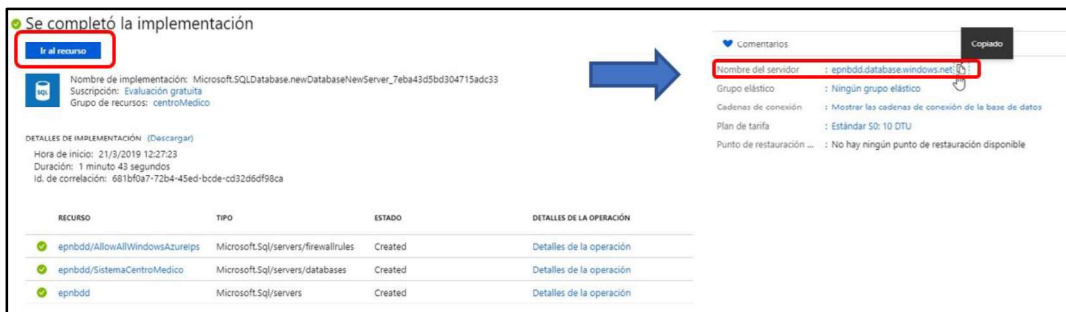 Se completó la implementación
Ir al recurso
SQL
Nombre de implementación: Microsoft.SQLDatabase.newDatabaseNewServer_7eba43d5bd304715adc33
Suscripción: Evaluación gratuita
Grupo de recursos: centroMedico
DETALLES DE IMPLEMENTACIÓN (Descargar)
Hora de inicio: 21/3/2019 12:27:23
Duración: 1 minuto 43 segundos
Id. de correlación: 681bf0a7-72b4-45ed-bcde-cd32d6df98ca
RECURSO TIPO ESTADO DETALLES DE LA OPERACIÓN
epnbdd/AllowAllWindowsAzureIps Microsoft.Sql/servers/firewallrules Created Detalles de la operación
epnbdd/SistemaCentroMedico Microsoft.Sql/servers/databases Created Detalles de la operación
epnbdd Microsoft.Sql/servers Created Detalles de la operación
Comentarios
Copiado
Nombre del servidor : epnbdd.database.windows.net
Grupo elástico : Ningún grupo elástico
Cadenas de conexión : Mostrar las cadenas de conexión de la base de datos
Plan de tarifa : Estándar S0: 10 DTU
Punto de restauración ... : No hay ningún punto de restauración disponible